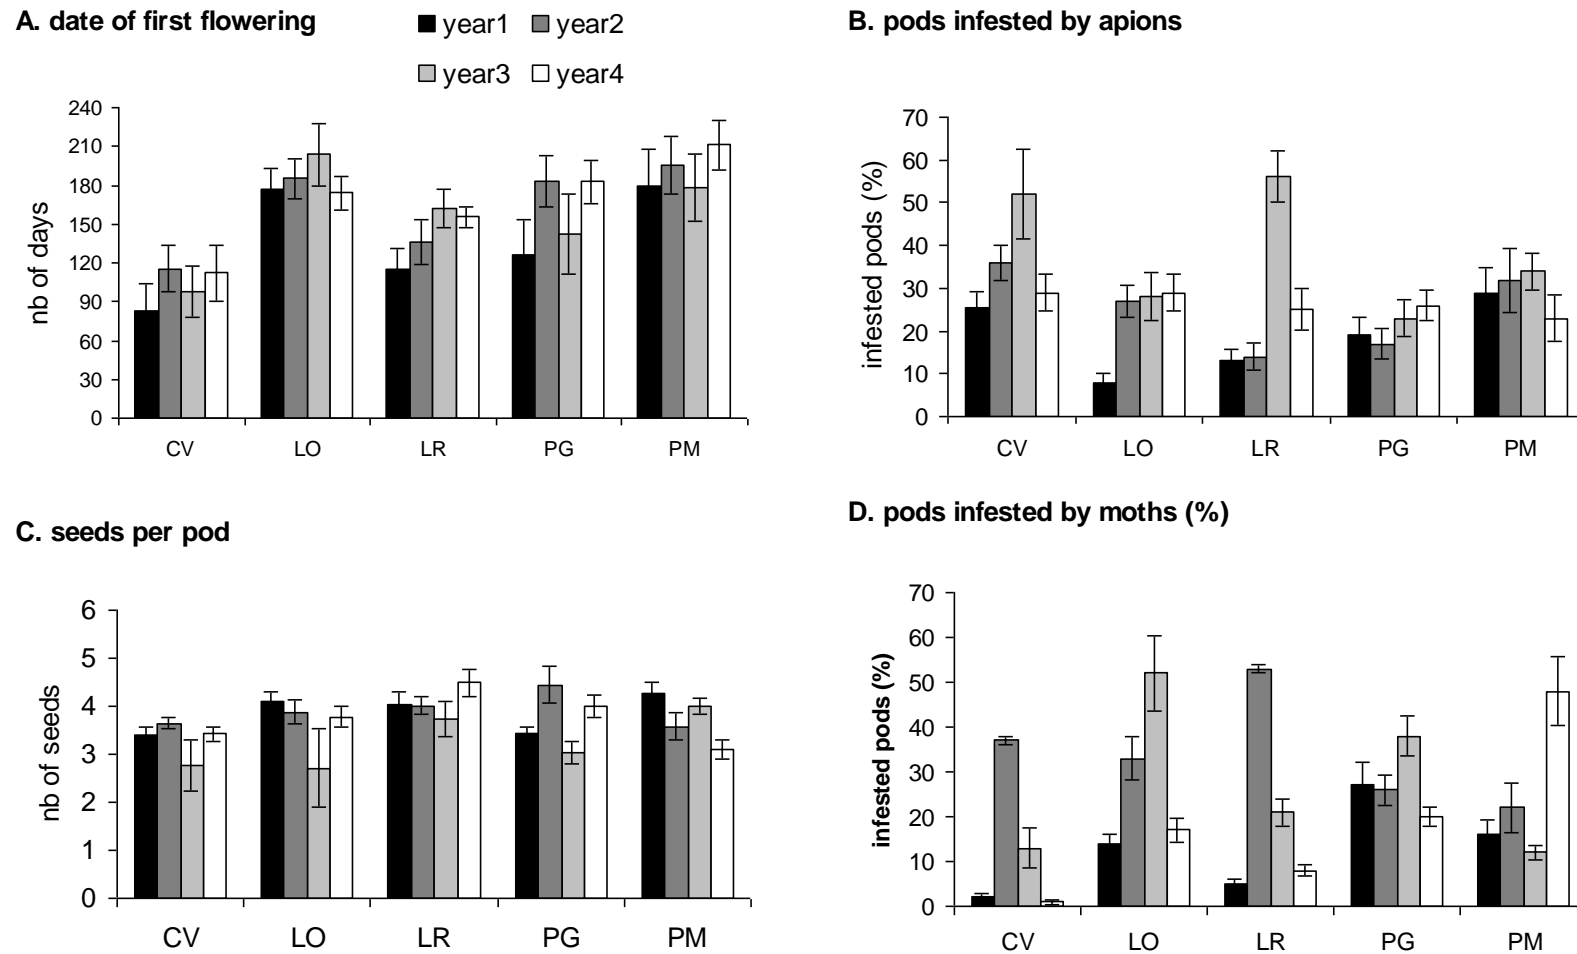 A. date of first flowering
year1 year2
year3 year4
nb of days
240
210
180
150
120
90
60
30
0
CV LO LR PG PM
B. pods infested by apions
infested pods (%)
70
60
50
40
30
20
10
0
CV LO LR PG PM
C. seeds per pod
nb of seeds
6
5
4
3
2
1
0
CV LO LR PG PM
D. pods infested by moths (%)
infested pods (%)
70
60
50
40
30
20
10
0
CV LO LR PG PM